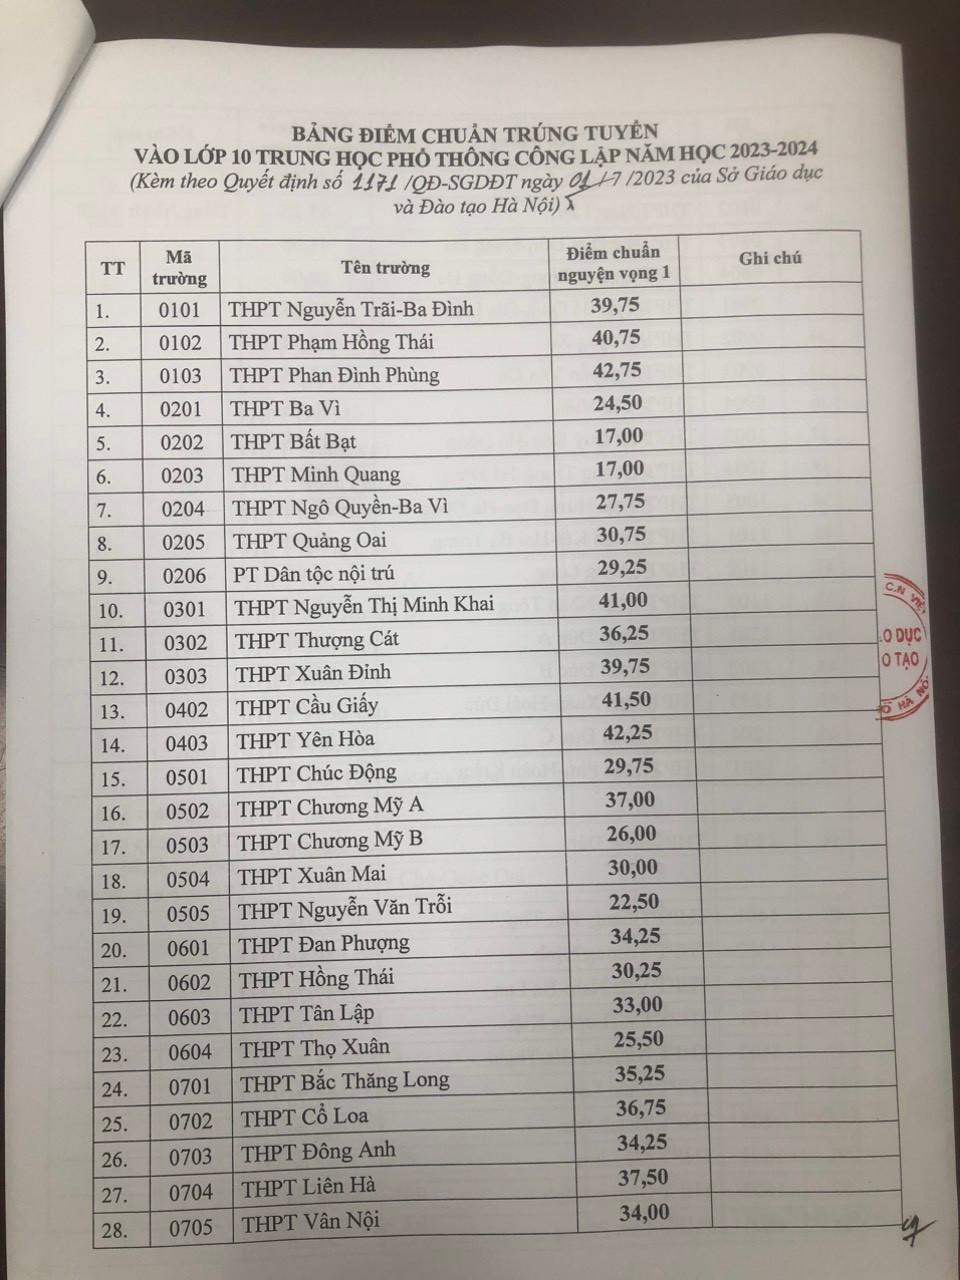 BẢNG ĐIỂM CHUẨN TRÚNG TUYỂN
VÀO LỚP 10 TRUNG HỌC PHỔ THÔNG CÔNG LẬP NĂM HỌC 2023-2024
(Kèm theo Quyết định số 1171 /QĐ-SGDĐT ngày 01/7 /2023 của Sở Giáo dục
và Đào tạo Hà Nội)
TT Mã trường Tên trường Điểm chuẩn nguyện vọng 1 Ghi chú
1. 0101 THPT Nguyễn Trãi-Ba Đình 39,75
2. 0102 THPT Phạm Hồng Thái 40,75
3. 0103 THPT Phan Đình Phùng 42,75
4. 0201 THPT Ba Vì 24,50
5. 0202 THPT Bất Bạt 17,00
6. 0203 THPT Minh Quang 17,00
7. 0204 THPT Ngô Quyền-Ba Vì 27,75
8. 0205 THPT Quảng Oai 30,75
9. 0206 PT Dân tộc nội trú 29,25
10. 0301 THPT Nguyễn Thị Minh Khai 41,00
11. 0302 THPT Thượng Cát 36,25
12. 0303 THPT Xuân Đỉnh 39,75
13. 0402 THPT Cầu Giấy 41,50
14. 0403 THPT Yên Hòa 42,25
15. 0501 THPT Chúc Động 29,75
16. 0502 THPT Chương Mỹ A 37,00
17. 0503 THPT Chương Mỹ B 26,00
18. 0504 THPT Xuân Mai 30,00
19. 0505 THPT Nguyễn Văn Trỗi 22,50
20. 0601 THPT Đan Phượng 34,25
21. 0602 THPT Hồng Thái 30,25
22. 0603 THPT Tân Lập 33,00
23. 0604 THPT Thọ Xuân 25,50
24. 0701 THPT Bắc Thăng Long 35,25
25. 0702 THPT Cổ Loa 36,75
26. 0703 THPT Đông Anh 34,25
27. 0704 THPT Liên Hà 37,50
28. 0705 THPT Vân Nội 34,00
.C.N VIỆT
O DỤC
O TẠO
Ố HÀ NỘI